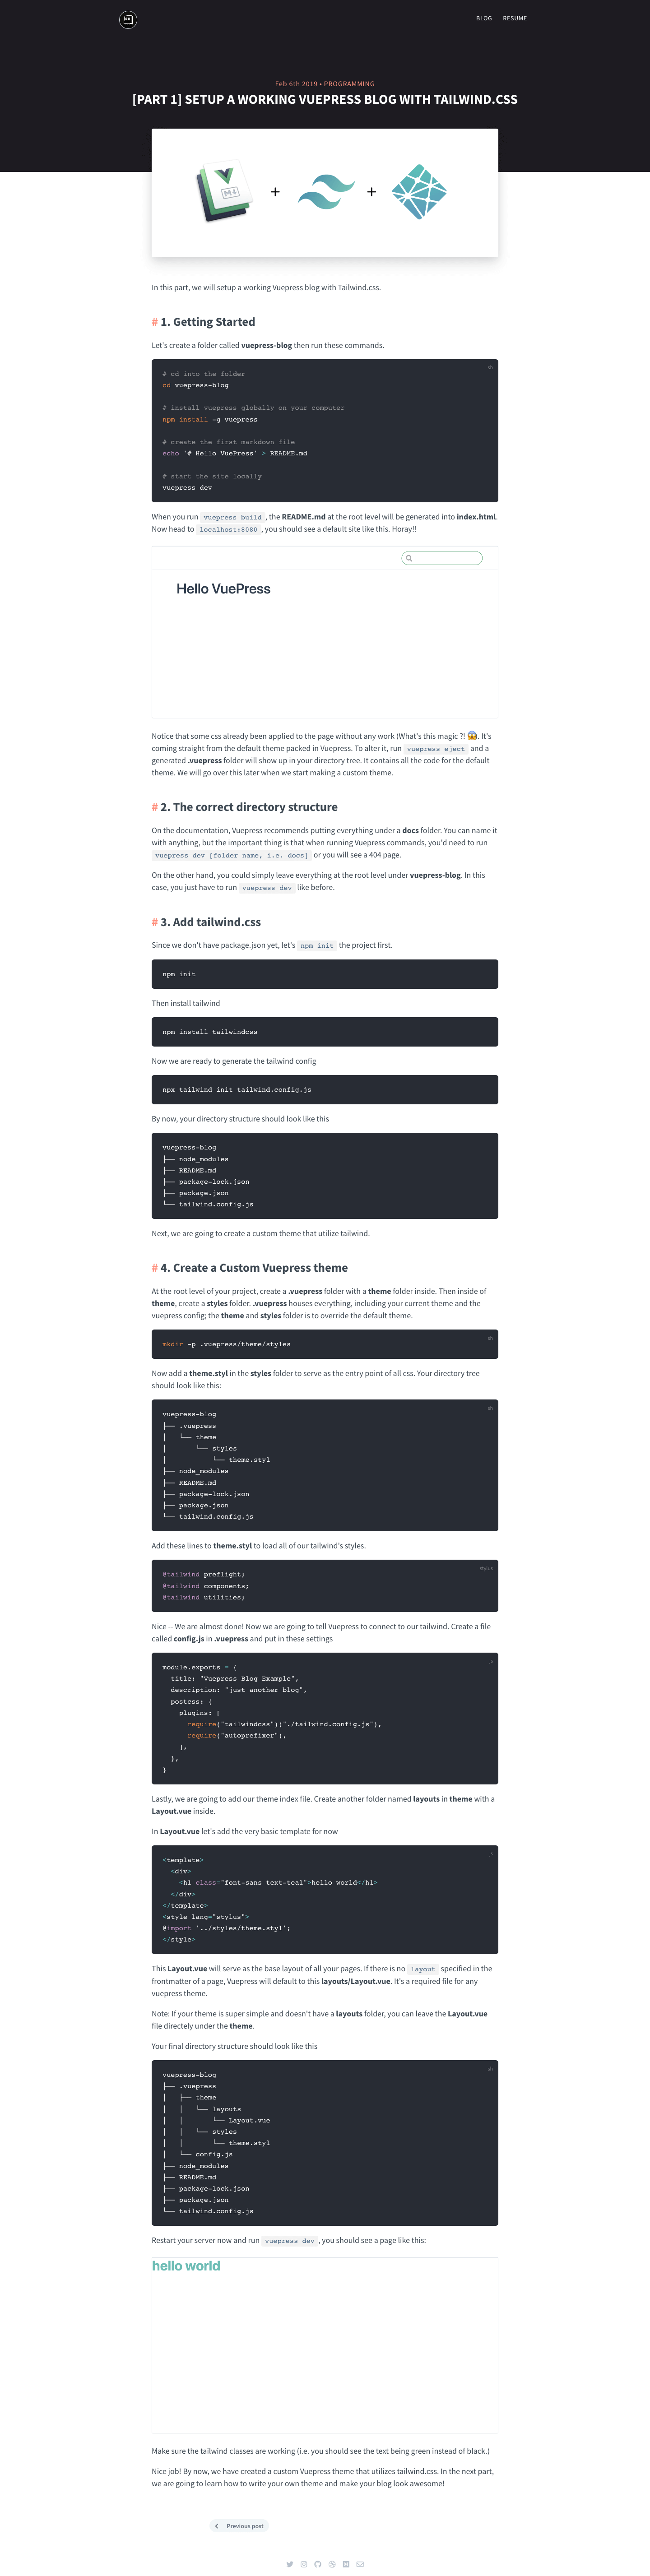 BLOG RESUME
Feb 6th 2019 • PROGRAMMING
[PART 1] SETUP A WORKING VUEPRESS BLOG WITH TAILWIND.CSS
+ +
In this part, we will setup a working Vuepress blog with Tailwind.css.
# 1. Getting Started
Let's create a folder called vuepress-blog then run these commands.
sh
# cd into the folder
cd vuepress-blog
# install vuepress globally on your computer
npm install -g vuepress
# create the first markdown file
echo '# Hello VuePress' > README.md
# start the site locally
vuepress dev
When you run vuepress build, the README.md at the root level will be generated into index.html.
Now head to localhost:8080, you should see a default site like this. Horay!!
Hello VuePress
Notice that some css already been applied to the page without any work (What's this magic ?! 😱). It's
coming straight from the default theme packed in Vuepress. To alter it, run vuepress eject and a
generated .vuepress folder will show up in your directory tree. It contains all the code for the default
theme. We will go over this later when we start making a custom theme.
# 2. The correct directory structure
On the documentation, Vuepress recommends putting everything under a docs folder. You can name it
with anything, but the important thing is that when running Vuepress commands, you'd need to run
vuepress dev [folder name, i.e. docs] or you will see a 404 page.
On the other hand, you could simply leave everything at the root level under vuepress-blog. In this
case, you just have to run vuepress dev like before.
# 3. Add tailwind.css
Since we don't have package.json yet, let's npm init the project first.
npm init
Then install tailwind
npm install tailwindcss
Now we are ready to generate the tailwind config
npx tailwind init tailwind.config.js
By now, your directory structure should look like this
vuepress-blog
├── node_modules
├── README.md
├── package-lock.json
├── package.json
└── tailwind.config.js
Next, we are going to create a custom theme that utilize tailwind.
# 4. Create a Custom Vuepress theme
At the root level of your project, create a .vuepress folder with a theme folder inside. Then inside of
theme, create a styles folder. .vuepress houses everything, including your current theme and the
vuepress config; the theme and styles folder is to override the default theme.
sh
mkdir -p .vuepress/theme/styles
Now add a theme.styl in the styles folder to serve as the entry point of all css. Your directory tree
should look like this:
sh
vuepress-blog
├── .vuepress
│   └── theme
│       └── styles
│           └── theme.styl
├── node_modules
├── README.md
├── package-lock.json
├── package.json
└── tailwind.config.js
Add these lines to theme.styl to load all of our tailwind's styles.
stylus
@tailwind preflight;
@tailwind components;
@tailwind utilities;
Nice -- We are almost done! Now we are going to tell Vuepress to connect to our tailwind. Create a file
called config.js in .vuepress and put in these settings
js
module.exports = {
  title: "Vuepress Blog Example",
  description: "just another blog",
  postcss: {
    plugins: [
      require("tailwindcss")("./tailwind.config.js"),
      require("autoprefixer"),
    ],
  },
}
Lastly, we are going to add our theme index file. Create another folder named layouts in theme with a
Layout.vue inside.
In Layout.vue let's add the very basic template for now
js
<template>
  <div>
    <h1 class="font-sans text-teal">hello world</h1>
  </div>
</template>
<style lang="stylus">
@import '../styles/theme.styl';
</style>
This Layout.vue will serve as the base layout of all your pages. If there is no layout specified in the
frontmatter of a page, Vuepress will default to this layouts/Layout.vue. It's a required file for any
vuepress theme.
Note: If your theme is super simple and doesn't have a layouts folder, you can leave the Layout.vue
file directely under the theme.
Your final directory structure should look like this
sh
vuepress-blog
├── .vuepress
│   ├── theme
│   │   └── layouts
│   │       └── Layout.vue
│   │   └── styles
│   │       └── theme.styl
│   └── config.js
├── node_modules
├── README.md
├── package-lock.json
├── package.json
└── tailwind.config.js
Restart your server now and run vuepress dev, you should see a page like this:
hello world
Make sure the tailwind classes are working (i.e. you should see the text being green instead of black.)
Nice job! By now, we have created a custom Vuepress theme that utilizes tailwind.css. In the next part,
we are going to learn how to write your own theme and make your blog look awesome!
Previous post